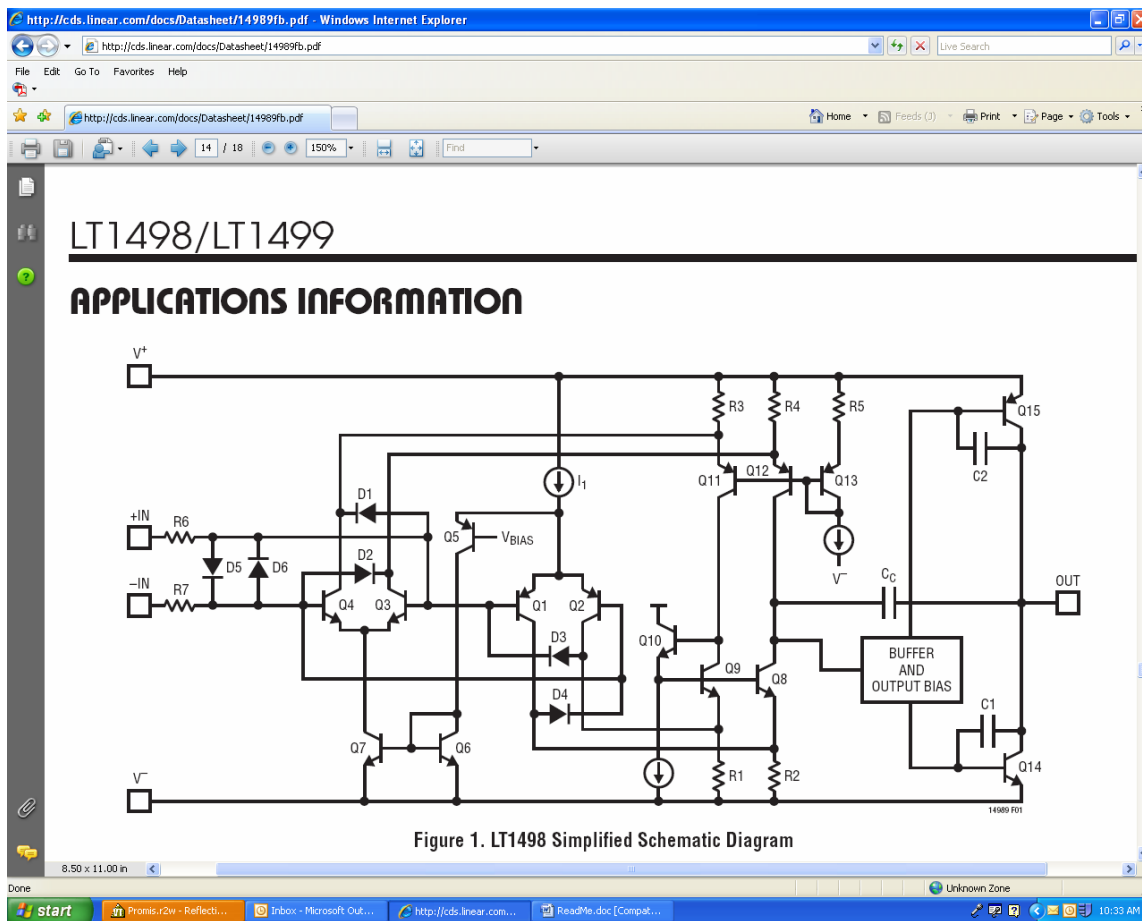 http://cds.linear.com/docs/Datasheet/14989fb.pdf - Windows Internet Explorer
http://cds.linear.com/docs/Datasheet/14989fb.pdf
Live Search
File Edit Go To Favorites Help
http://cds.linear.com/docs/Datasheet/14989fb.pdf
Home Feeds (J) Print Page Tools
14 / 18 150% Find
LT1498/LT1499
APPLICATIONS INFORMATION
V+
R3 R4 R5 Q15
Q11 Q12 Q13 C2
I1
D1
+IN R6
Q5 VBIAS
D5 D6 D2
V−
CC OUT
−IN R7
Q4 Q3 Q1 Q2
D3 Q10
BUFFER
AND
OUTPUT BIAS
Q9 Q8
D4 C1
Q7 Q6
R1 R2 Q14
V−
14989 F01
Figure 1. LT1498 Simplified Schematic Diagram
8.50 x 11.00 in
Done Unknown Zone
start Promis.r2w - Reflecti... Inbox - Microsoft Out... http://cds.linear.com... ReadMe.doc [Compat... 10:33 AM